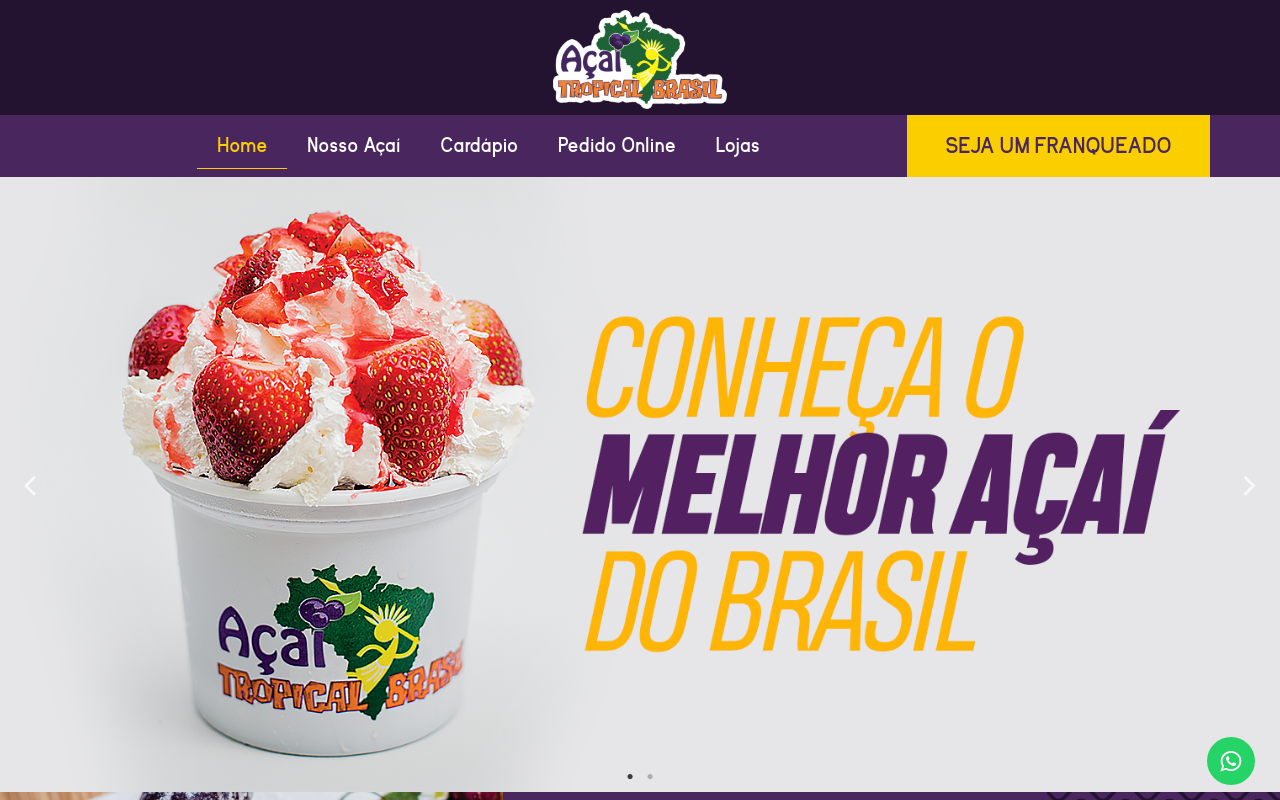 Açaí
TROPICAL BRASIL
Home
Nosso Açaí
Cardápio
Pedido Online
Lojas
SEJA UM FRANQUEADO
CONHEÇA O
MELHOR AÇAÍ
DO BRASIL
Açaí
TROPICAL BRASIL